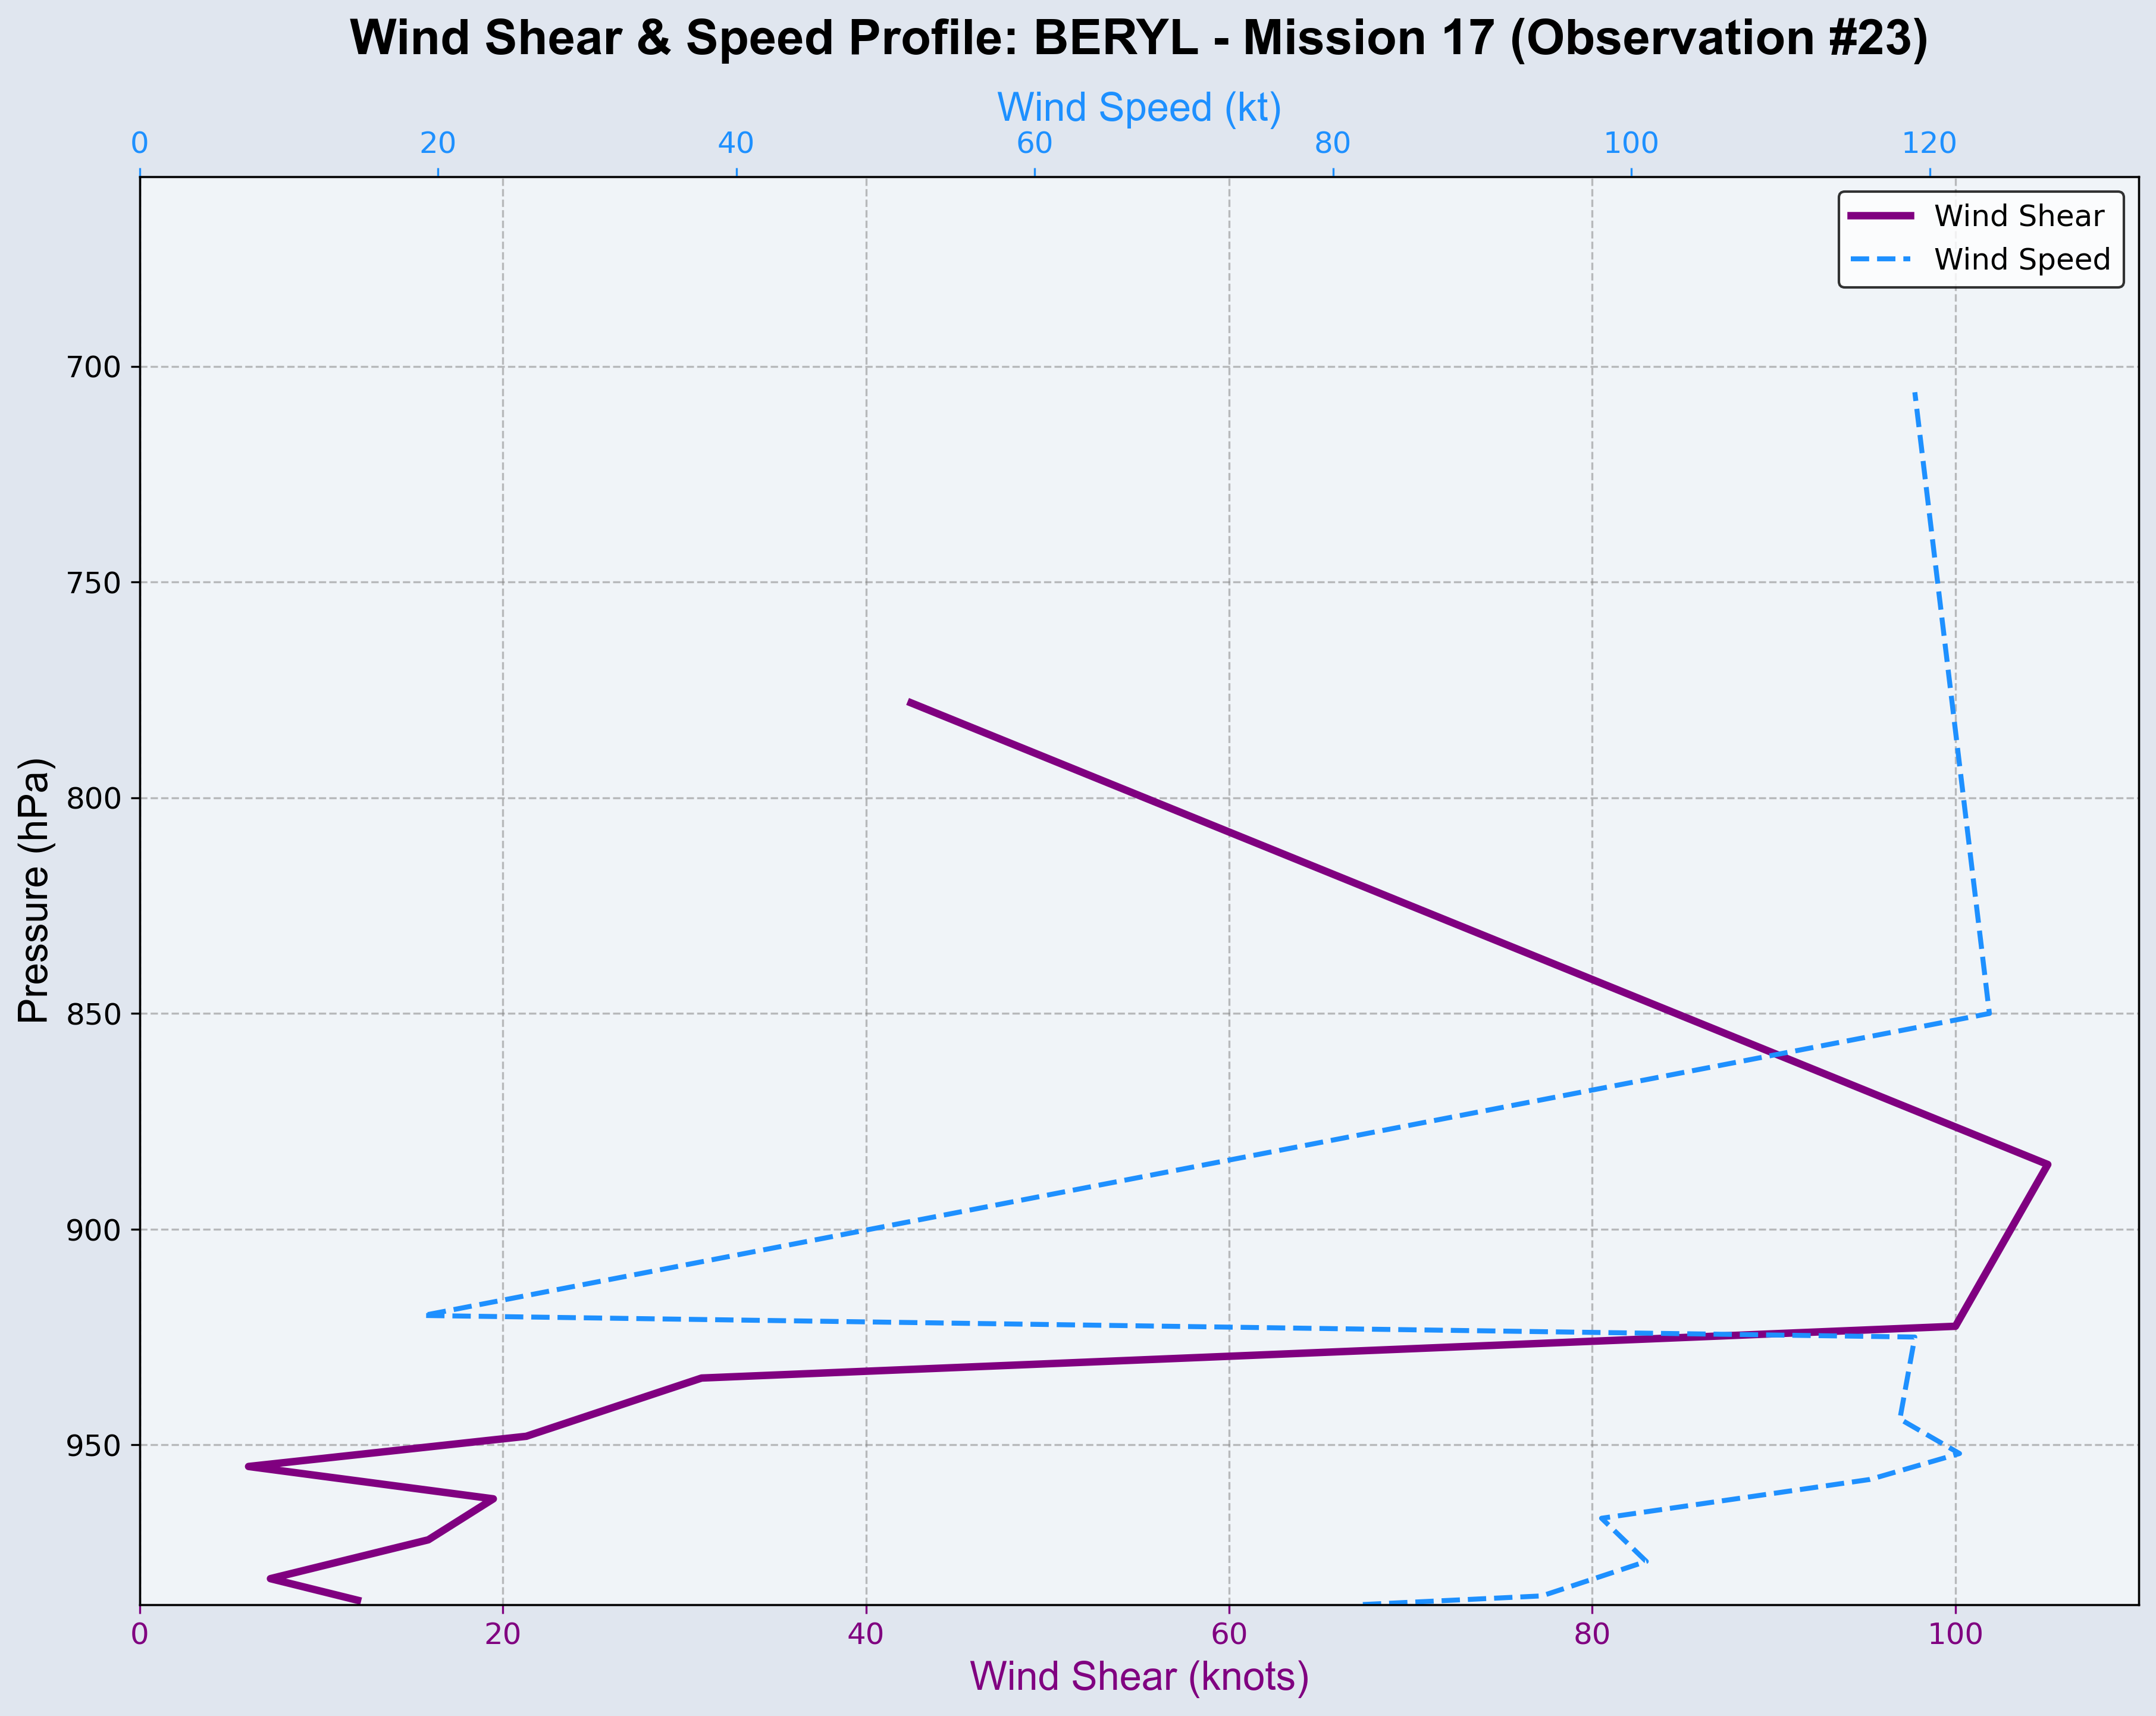 Wind Shear & Speed Profile: BERYL - Mission 17 (Observation #23)
Wind Speed (kt)
0 20 40 60 80 100 120
Wind Shear
Wind Speed
700
750
800
850
900
950
Pressure (hPa)
0 20 40 60 80 100
Wind Shear (knots)